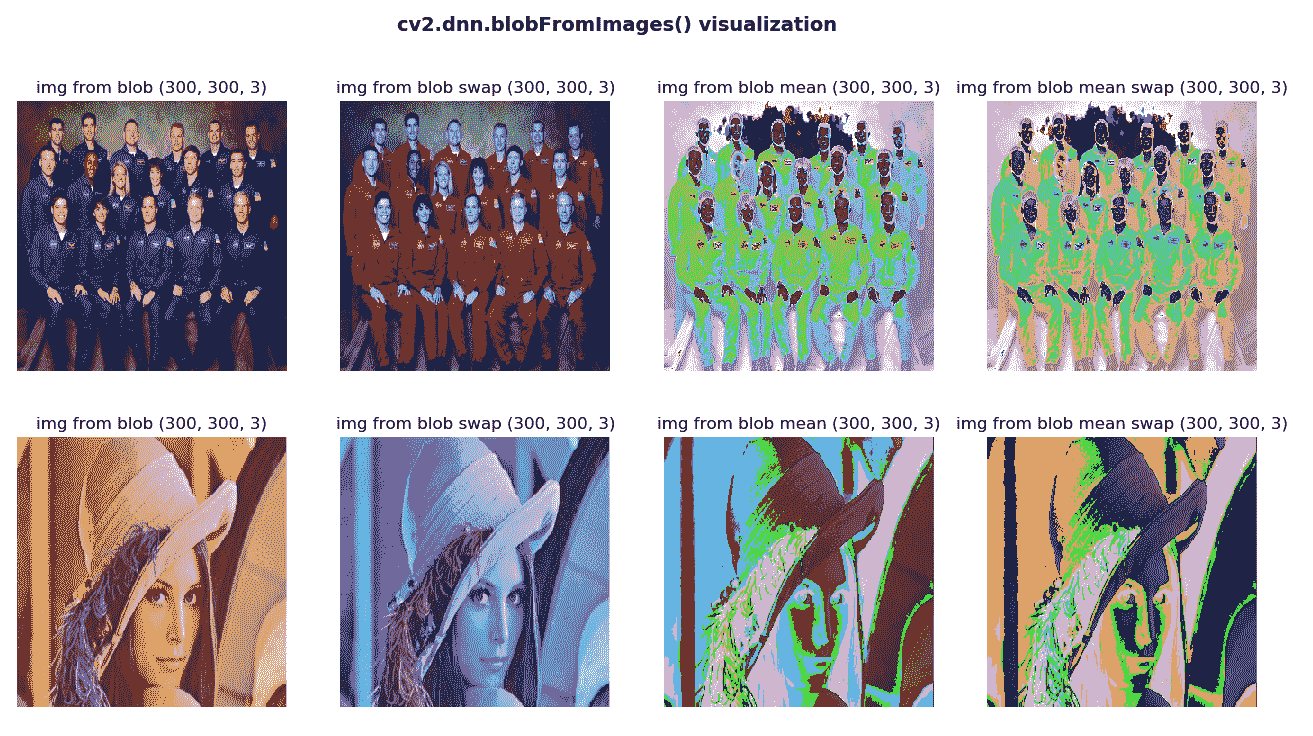 cv2.dnn.blobFromImages() visualization
img from blob (300, 300, 3)
img from blob swap (300, 300, 3)
img from blob mean (300, 300, 3)
img from blob mean swap (300, 300, 3)
img from blob (300, 300, 3)
img from blob swap (300, 300, 3)
img from blob mean (300, 300, 3)
img from blob mean swap (300, 300, 3)